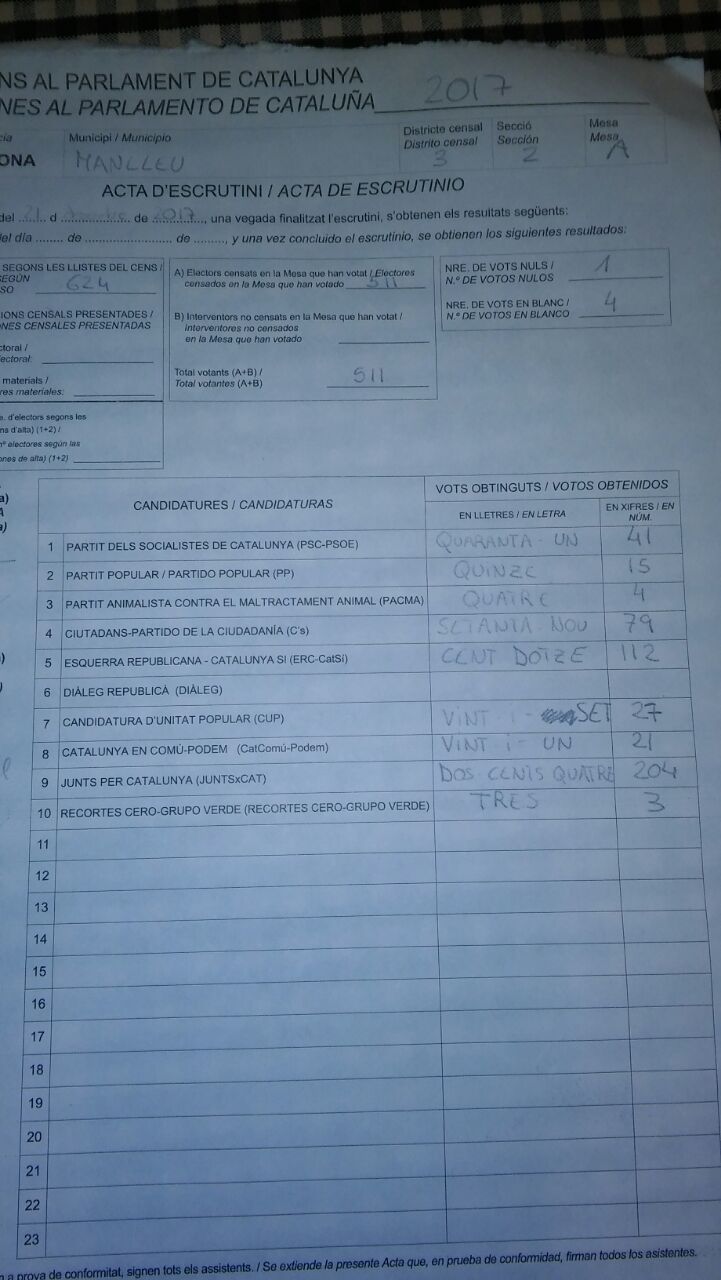 NS AL PARLAMENT DE CATALUNYA
NES AL PARLAMENTO DE CATALUÑA 2017
cia Municipi / Municipio Districte censal Secció Mesa
Distrito censal Sección Mesa
ONA MANLLEU 3 2 A
ACTA D'ESCRUTINI / ACTA DE ESCRUTINIO
del 21 d de 2017, una vegada finalitzat l'escrutini, s'obtenen els resultats següents:
el día ........ de ........................ de ........, y una vez concluido el escrutinio, se obtienen los siguientes resultados:
SEGONS LES LLISTES DEL CENS /
EGÚN
SO 624
IONS CENSALS PRESENTADES /
NES CENSALES PRESENTADAS
ctoral /
ectoral:
materials /
res materiales:
a. d'electors segons les
ns d'alta) (1+2) /
nº electores según las
ones de alta) (1+2)
A) Electors censats en la Mesa que han votat / Electores
censados en la Mesa que han votado 511
B) Interventors no censats en la Mesa que han votat /
interventores no censados
en la Mesa que han votado
Total votants (A+B) /
Total votantes (A+B) 511
NRE. DE VOTS NULS /
N.º DE VOTOS NULOS 1
NRE. DE VOTS EN BLANC /
N.º DE VOTOS EN BLANCO 4
a)
A
a)
CANDIDATURES / CANDIDATURAS
VOTS OBTINGUTS / VOTOS OBTENIDOS
EN LLETRES / EN LETRA
EN XIFRES / EN
NÚM.
1 PARTIT DELS SOCIALISTES DE CATALUNYA (PSC-PSOE) QUARANTA - UN 41
2 PARTIT POPULAR / PARTIDO POPULAR (PP) QUINZE 15
3 PARTIT ANIMALISTA CONTRA EL MALTRACTAMENT ANIMAL (PACMA) QUATRE 4
4 CIUTADANS-PARTIDO DE LA CIUDADANÍA (C's) SETANTA NOU 79
5 ESQUERRA REPUBLICANA - CATALUNYA SI (ERC-CatSí) CENT DOTZE 112
6 DIÀLEG REPUBLICÀ (DIÀLEG)
7 CANDIDATURA D'UNITAT POPULAR (CUP) VINT - i - SET 27
8 CATALUNYA EN COMÚ-PODEM (CatComú-Podem) VINT - i - UN 21
9 JUNTS PER CATALUNYA (JUNTSxCAT) DOS CENTS QUATRE 204
10 RECORTES CERO-GRUPO VERDE (RECORTES CERO-GRUPO VERDE) TRES 3
11
12
13
14
15
16
17
18
19
20
21
22
23
n a prova de conformitat, signen tots els assistents. / Se extiende la presente Acta que, en prueba de conformidad, firman todos los asistentes.